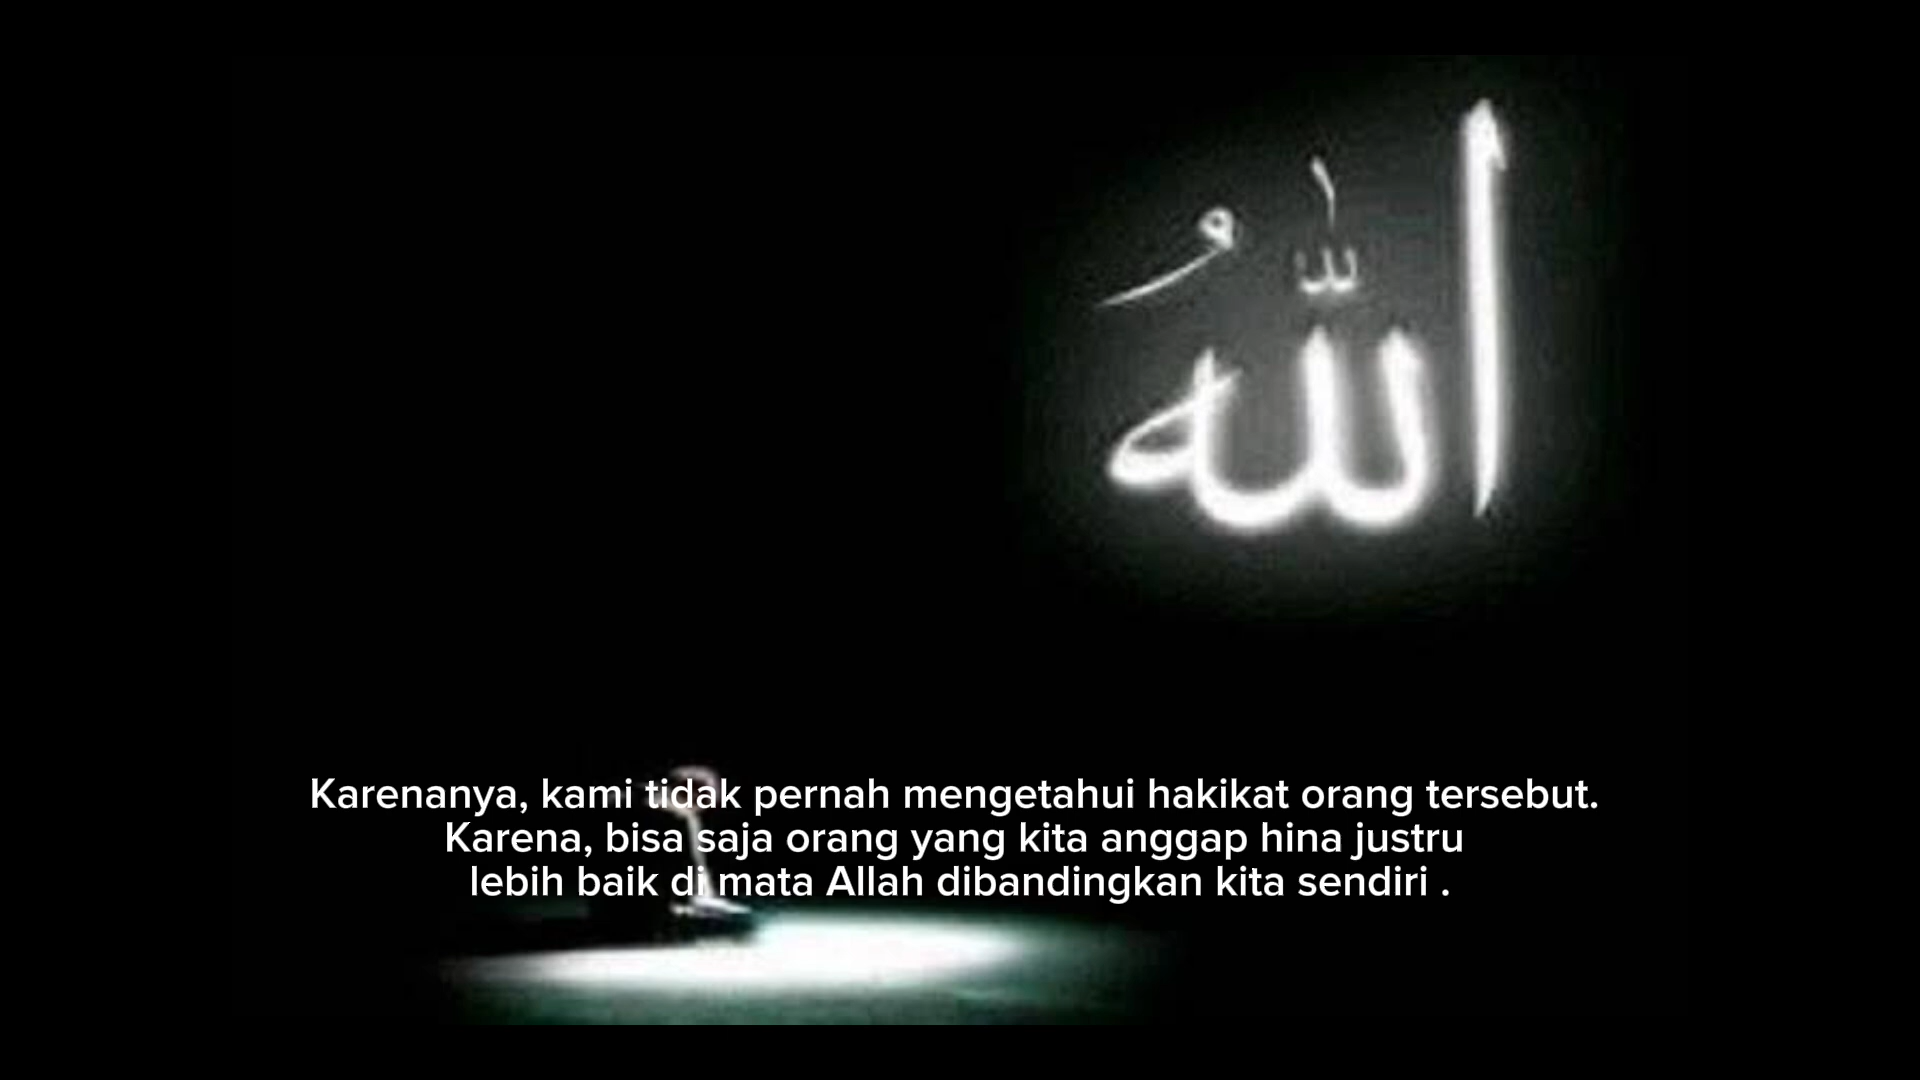 اللّٰهُ
Karenanya, kami tidak pernah mengetahui hakikat orang tersebut.
Karena, bisa saja orang yang kita anggap hina justru
lebih baik di mata Allah dibandingkan kita sendiri .